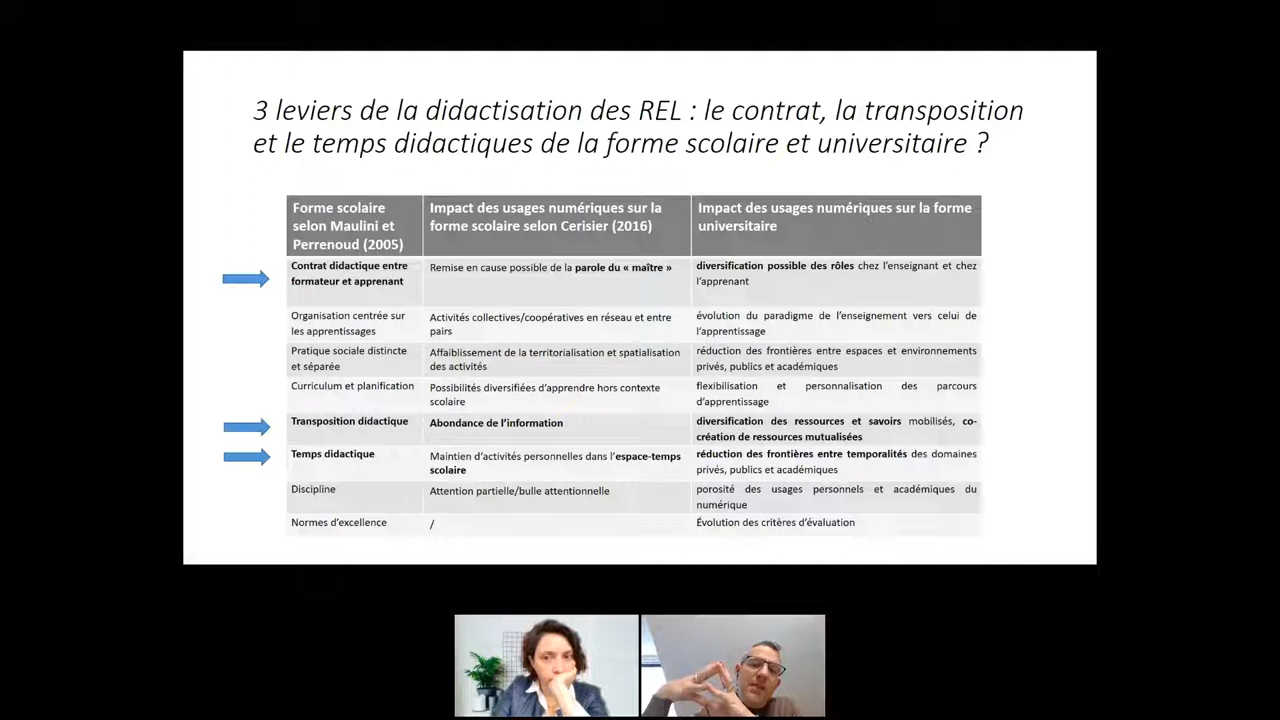 3 leviers de la didactisation des REL : le contrat, la transposition
et le temps didactiques de la forme scolaire et universitaire ?
Forme scolaire
selon Maulini et
Perrenoud (2005)
Impact des usages numériques sur la
forme scolaire selon Cerisier (2016)
Impact des usages numériques sur la forme
universitaire
Contrat didactique entre
formateur et apprenant
Remise en cause possible de la parole du « maître »
diversification possible des rôles chez l'enseignant et chez
l'apprenant
Organisation centrée sur
les apprentissages
Activités collectives/coopératives en réseau et entre
pairs
évolution du paradigme de l'enseignement vers celui de
l'apprentissage
Pratique sociale distincte
et séparée
Affaiblissement de la territorialisation et spatialisation
des activités
réduction des frontières entre espaces et environnements
privés, publics et académiques
Curriculum et planification
Possibilités diversifiées d'apprendre hors contexte
scolaire
flexibilisation et personnalisation des parcours
d'apprentissage
Transposition didactique
Abondance de l'information
diversification des ressources et savoirs mobilisés, co-
création de ressources mutualisées
Temps didactique
Maintien d'activités personnelles dans l'espace-temps
scolaire
réduction des frontières entre temporalités des domaines
privés, publics et académiques
Discipline
Attention partielle/bulle attentionnelle
porosité des usages personnels et académiques du
numérique
Normes d'excellence
/
Évolution des critères d'évaluation